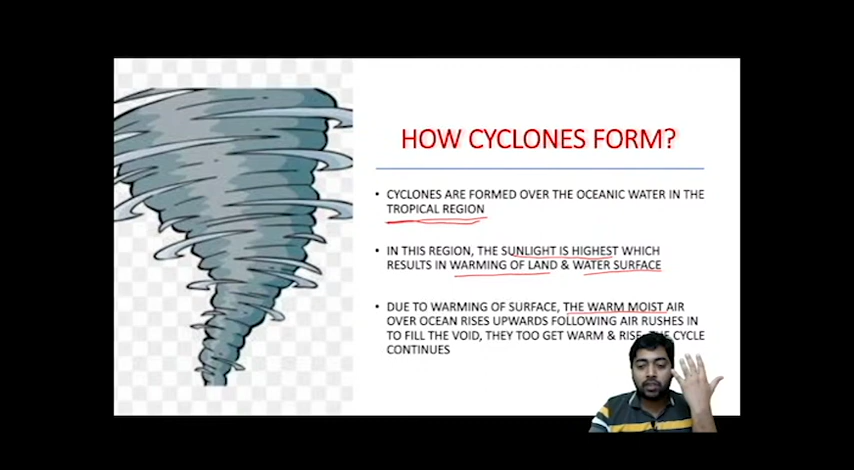 HOW CYCLONES FORM?
• CYCLONES ARE FORMED OVER THE OCEANIC WATER IN THE
TROPICAL REGION
• IN THIS REGION, THE SUNLIGHT IS HIGHEST WHICH
RESULTS IN WARMING OF LAND & WATER SURFACE
• DUE TO WARMING OF SURFACE, THE WARM MOIST AIR
OVER OCEAN RISES UPWARDS FOLLOWING AIR RUSHES IN
TO FILL THE VOID, THEY TOO GET WARM & RISE, THE CYCLE
CONTINUES